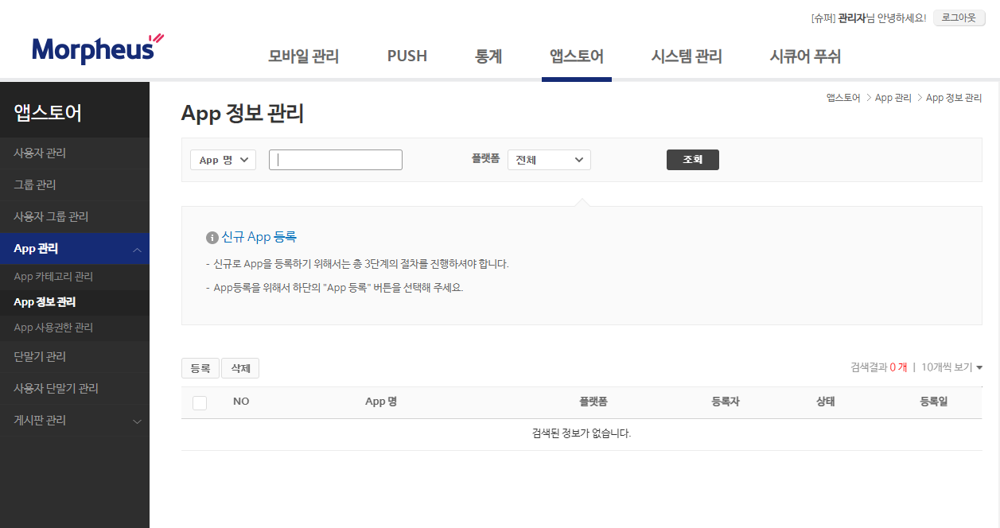 [슈퍼] 관리자님 안녕하세요! 로그아웃
Morpheus
모바일 관리 PUSH 통계 앱스토어 시스템 관리 시큐어 푸쉬
앱스토어
사용자 관리
그룹 관리
사용자 그룹 관리
App 관리
App 카테고리 관리
App 정보 관리
App 사용권한 관리
단말기 관리
사용자 단말기 관리
게시판 관리
앱스토어 > App 관리 > App 정보 관리
App 정보 관리
App 명 플랫폼 전체 조회
신규 App 등록
- 신규로 App을 등록하기 위해서는 총 3단계의 절차를 진행하셔야 합니다.
- App등록을 위해서 하단의 "App 등록" 버튼을 선택해 주세요.
등록 삭제 검색결과 0 개 | 10개씩 보기
NO App 명 플랫폼 등록자 상태 등록일
검색된 정보가 없습니다.